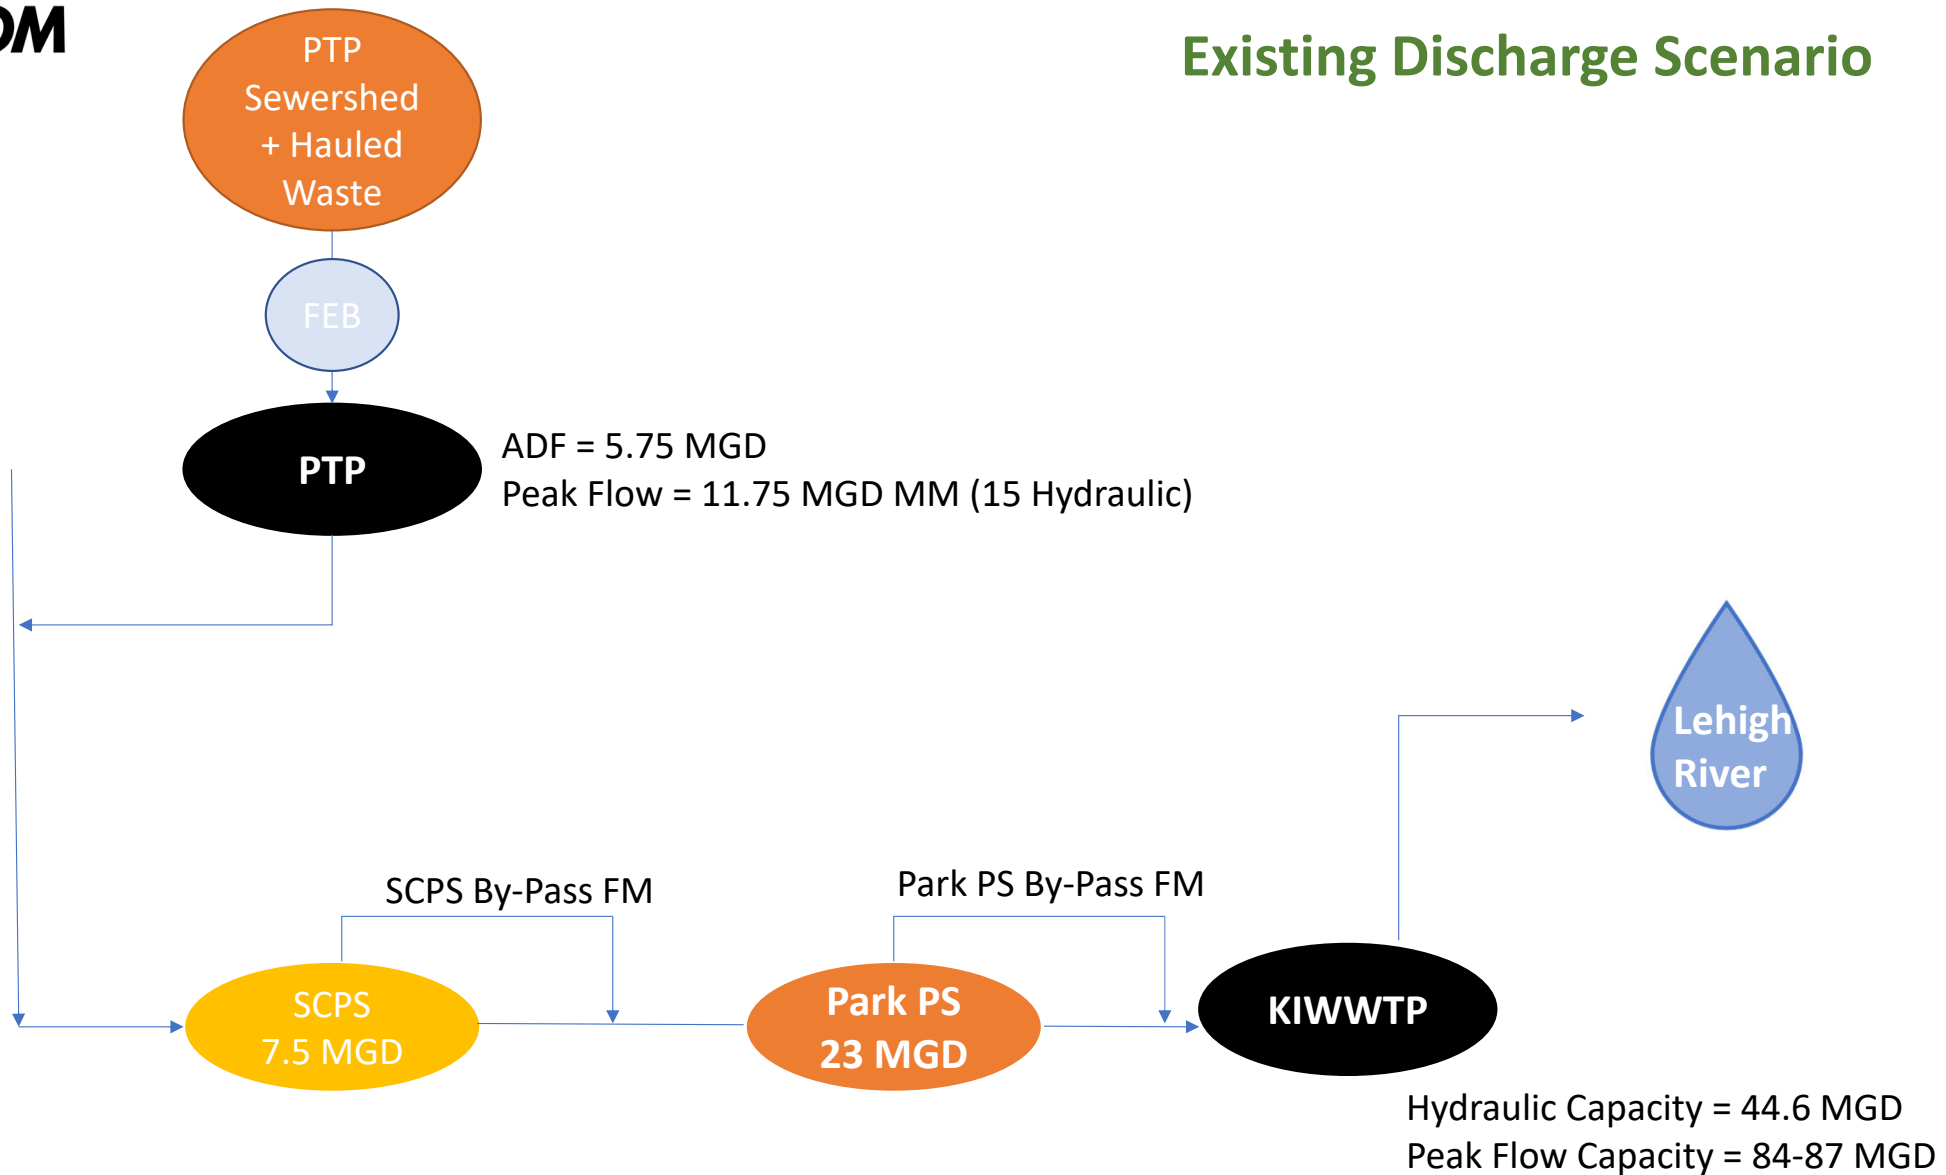 Existing Discharge Scenario
PTP
Sewershed
+ Hauled
Waste
FEB
PTP
ADF = 5.75 MGD
Peak Flow = 11.75 MGD MM (15 Hydraulic)
Lehigh
River
SCPS By-Pass FM
Park PS By-Pass FM
SCPS
7.5 MGD
Park PS
23 MGD
KIWWTP
Hydraulic Capacity = 44.6 MGD
Peak Flow Capacity = 84-87 MGD